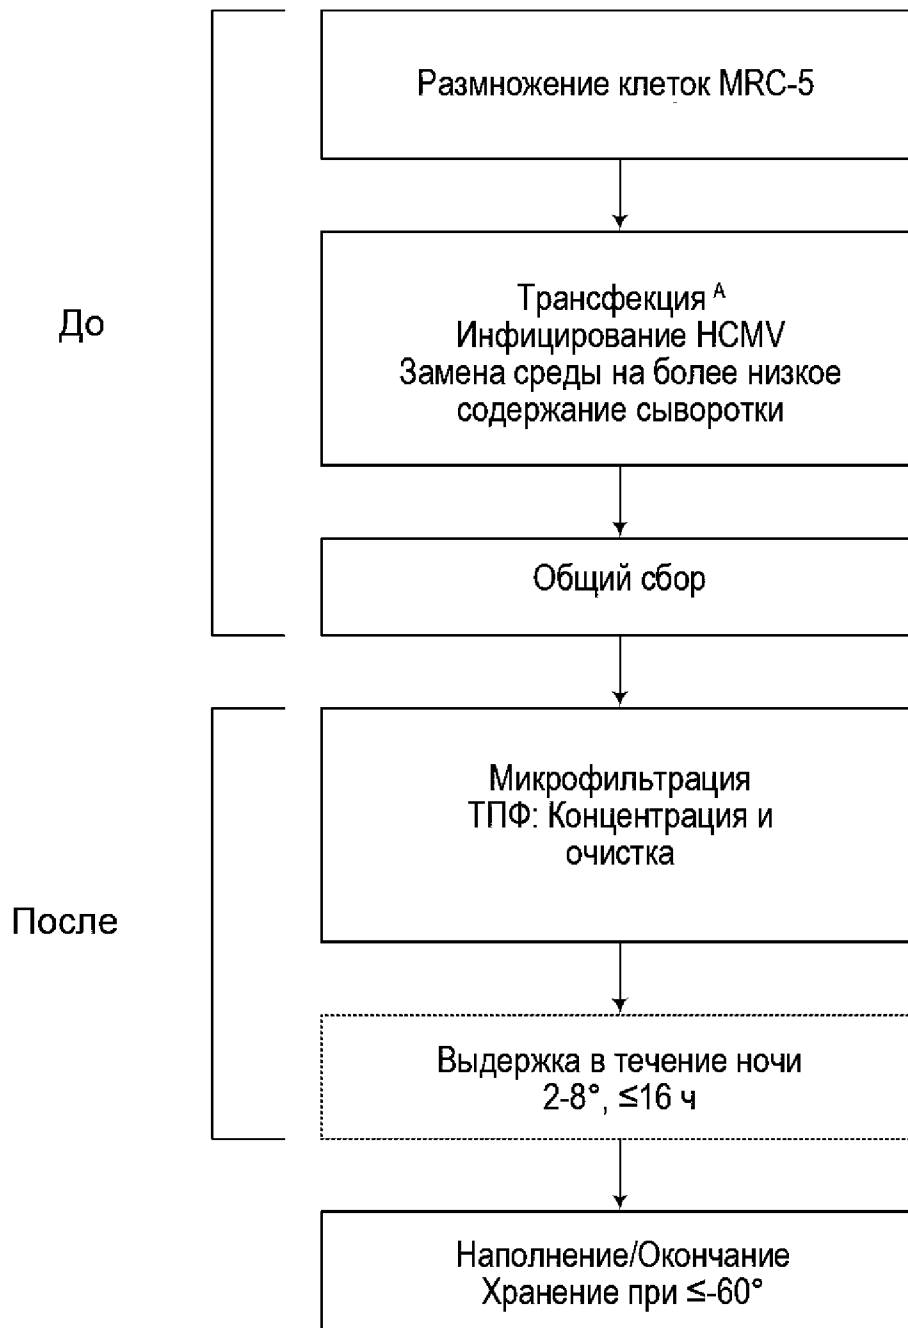 Размножение клеток MRC-5
До
Трансфекция ᴬ
Инфицирование HCMV
Замена среды на более низкое
содержание сыворотки
Общий сбор
Микрофильтрация
ТПФ: Концентрация и
очистка
После
Выдержка в течение ночи
2-8°, ≤16 ч
Наполнение/Окончание
Хранение при ≤-60°